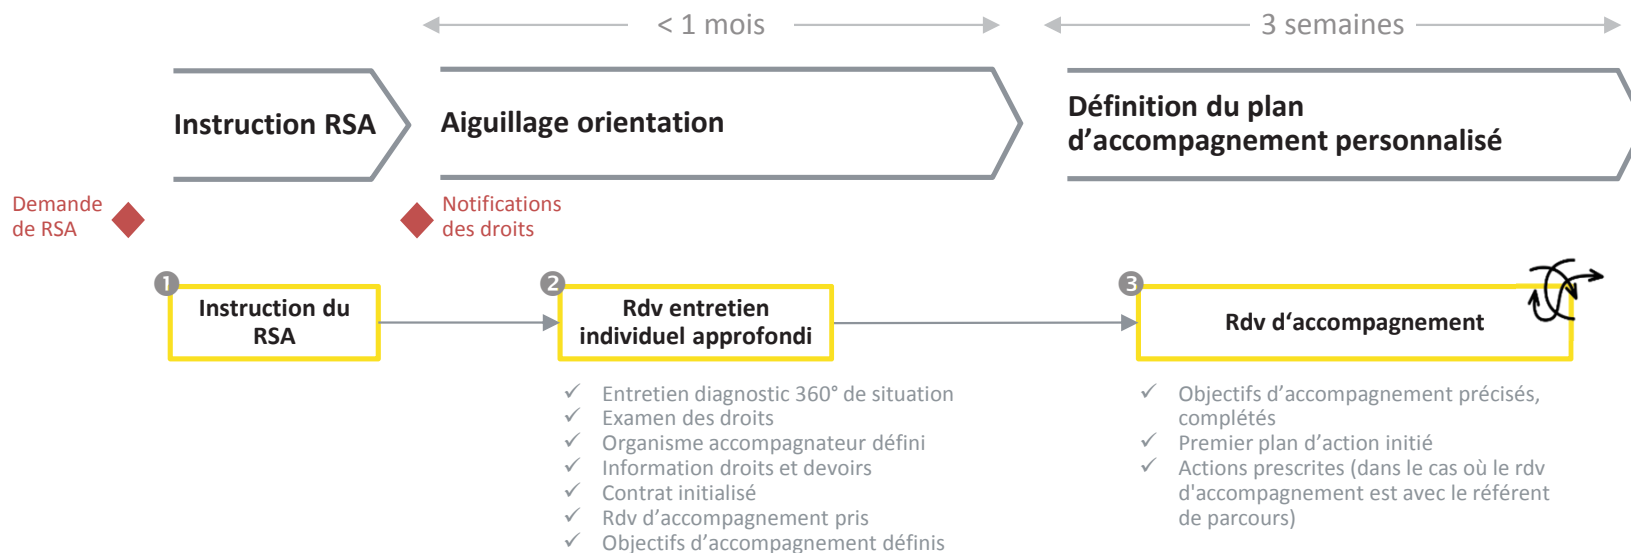 < 1 mois
3 semaines
Instruction RSA
Aiguillage orientation
Définition du plan
d’accompagnement personnalisé
Demande
de RSA
Notifications
des droits
1
Instruction du
RSA
2
Rdv entretien
individuel approfondi
3
Rdv d‘accompagnement
✓ Entretien diagnostic 360° de situation
✓ Examen des droits
✓ Organisme accompagnateur défini
✓ Information droits et devoirs
✓ Contrat initialisé
✓ Rdv d’accompagnement pris
✓ Objectifs d’accompagnement définis
✓ Objectifs d’accompagnement précisés,
complétés
✓ Premier plan d’action initié
✓ Actions prescrites (dans le cas où le rdv
d'accompagnement est avec le référent
de parcours)